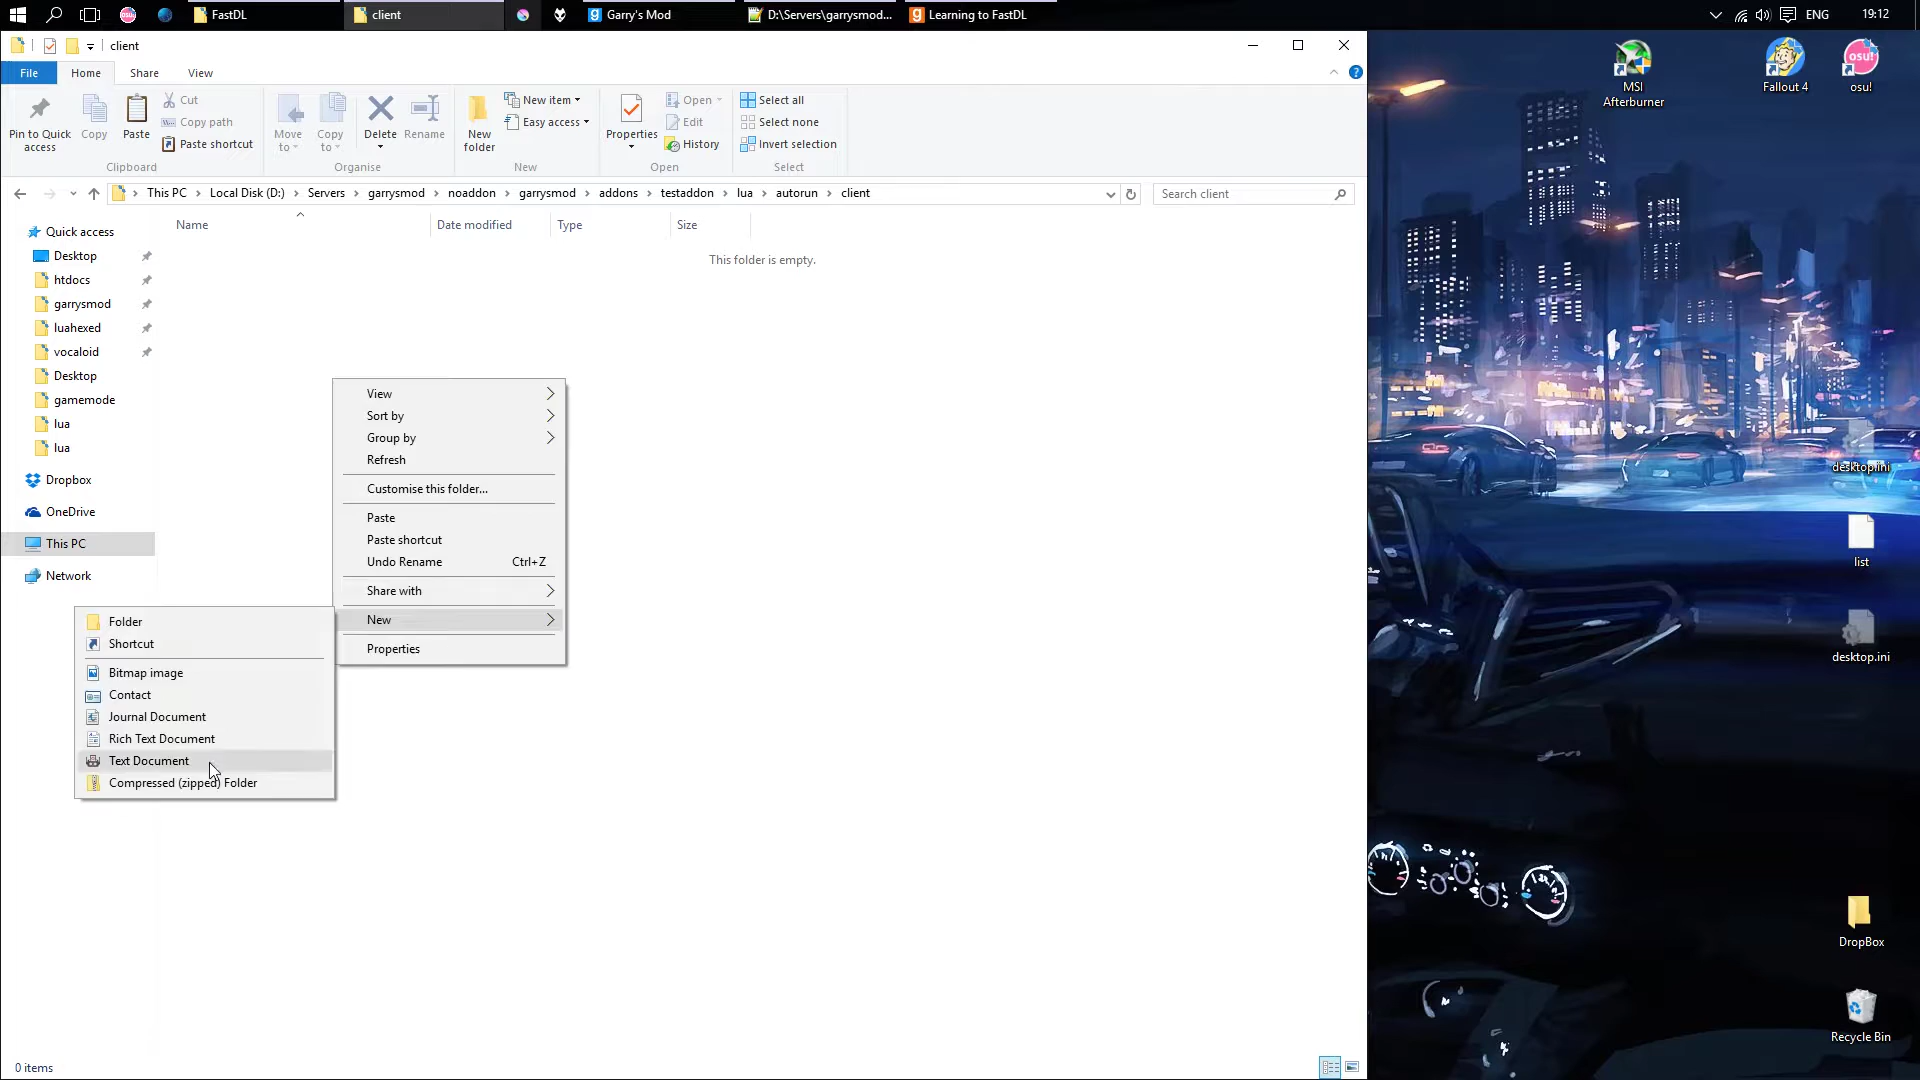 FastDL
client
Garry's Mod
D:\Servers\garrysmod...
Learning to FastDL
ENG
19:12
client
File
Home
Share
View
Pin to Quick access
Copy
Paste
Cut
Copy path
Paste shortcut
Clipboard
Move to
Copy to
Delete
Rename
Organise
New folder
New item
Easy access
New
Properties
Open
Edit
History
Open
Select all
Select none
Invert selection
Select
This PC
Local Disk (D:)
Servers
garrysmod
noaddon
garrysmod
addons
testaddon
lua
autorun
client
Search client
Name
Date modified
Type
Size
This folder is empty.
Quick access
Desktop
htdocs
garrysmod
luahexed
vocaloid
Desktop
gamemode
lua
lua
Dropbox
OneDrive
This PC
Network
View
Sort by
Group by
Refresh
Customise this folder...
Paste
Paste shortcut
Undo Rename Ctrl+Z
Share with
New
Properties
Folder
Shortcut
Bitmap image
Contact
Journal Document
Rich Text Document
Text Document
Compressed (zipped) Folder
0 items
MSI Afterburner
Fallout 4
osu!
osu!
desktop.ini
list
desktop.ini
DropBox
Recycle Bin